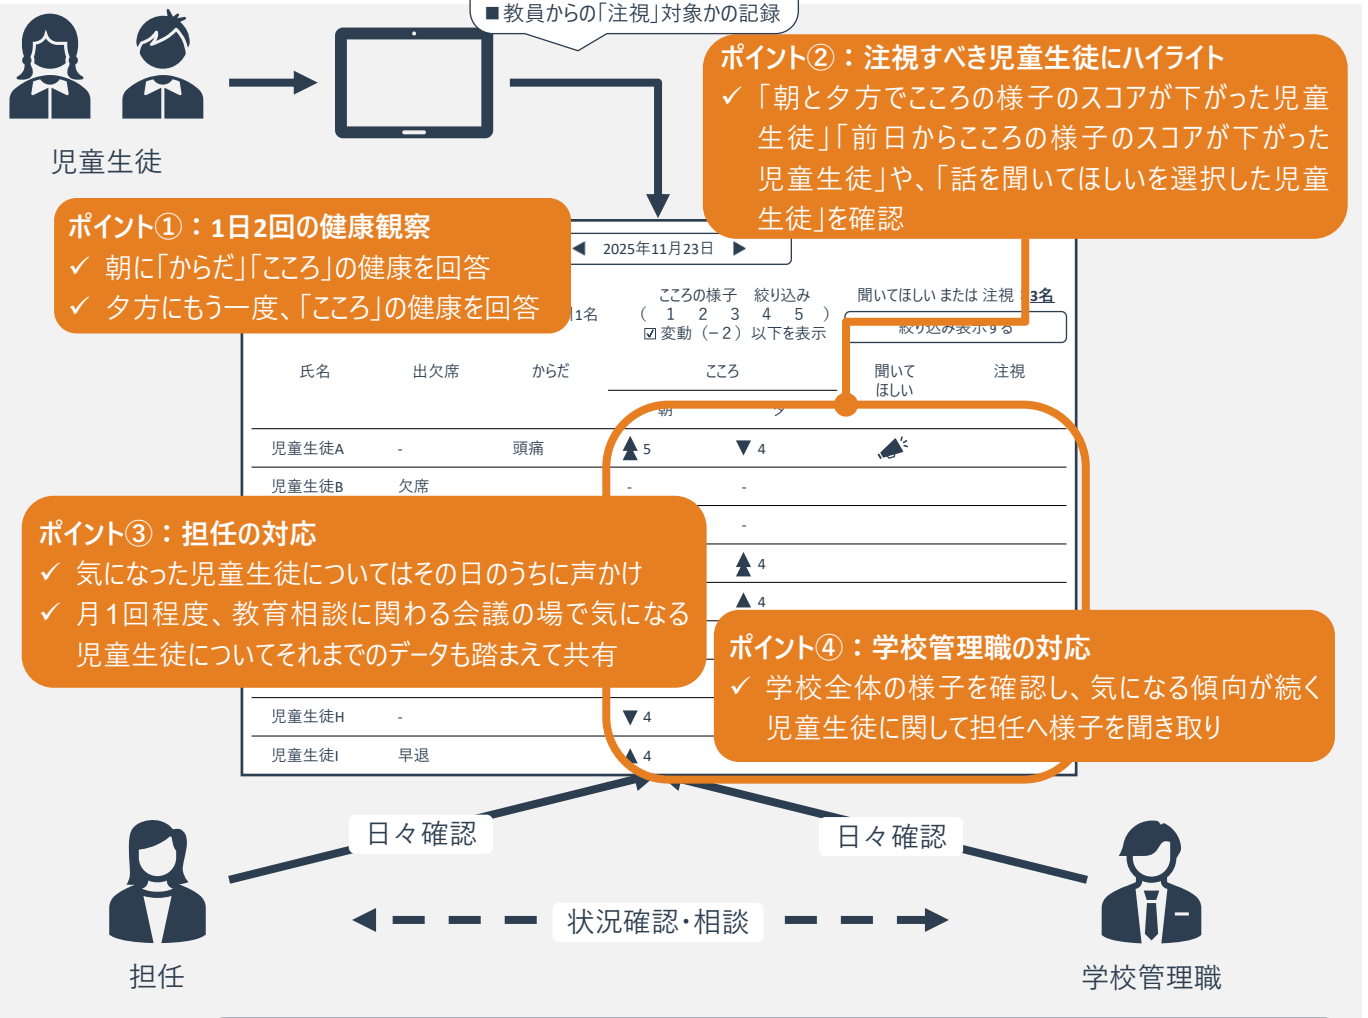 ■教員からの「注視」対象かの記録
児童生徒
ポイント②：注視すべき児童生徒にハイライト
✓ 「朝と夕方でこころの様子のスコアが下がった児童
生徒」「前日からこころの様子のスコアが下がった
児童生徒」や、「話を聞いてほしいを選択した児童
生徒」を確認
ポイント①：1日2回の健康観察
✓ 朝に「からだ」「こころ」の健康を回答
✓ 夕方にもう一度、「こころ」の健康を回答
◀ 2025年11月23日 ▶
1名
こころの様子 絞り込み
( 1 2 3 4 5 )
☑変動（−2）以下を表示
聞いてほしい または 注視 :3名
絞り込み表示する
氏名 出欠席 からだ こころ 聞いて 注視
ほしい
朝 夕
児童生徒A - 頭痛 5 ▼ 4
児童生徒B 欠席 - -
-
4
▲ 4
ポイント③：担任の対応
✓ 気になった児童生徒についてはその日のうちに声かけ
✓ 月1回程度、教育相談に関わる会議の場で気になる
児童生徒についてそれまでのデータも踏まえて共有
ポイント④：学校管理職の対応
✓ 学校全体の様子を確認し、気になる傾向が続く
児童生徒に関して担任へ様子を聞き取り
児童生徒H - ▼ 4
児童生徒I 早退 ▲ 4
日々確認
日々確認
状況確認・相談
担任
学校管理職